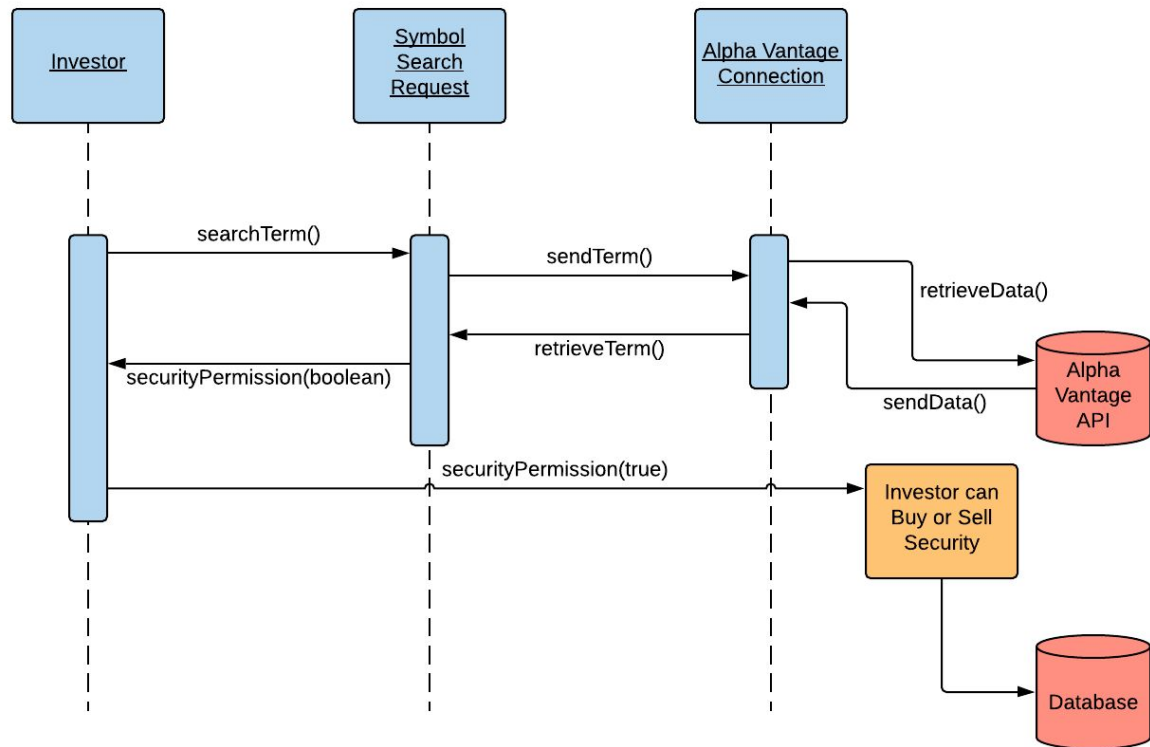 Investor
Symbol
Search
Request
Alpha Vantage
Connection
searchTerm()
sendTerm()
retrieveData()
retrieveTerm()
securityPermission(boolean)
sendData()
Alpha
Vantage
API
securityPermission(true)
Investor can
Buy or Sell
Security
Database